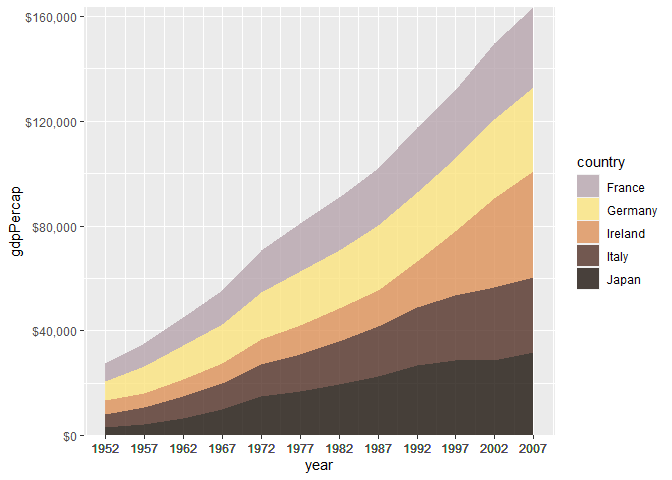 $160,000
$120,000
$80,000
$40,000
$0
gdpPercap
1952 1957 1962 1967 1972 1977 1982 1987 1992 1997 2002 2007
year
country
France
Germany
Ireland
Italy
Japan